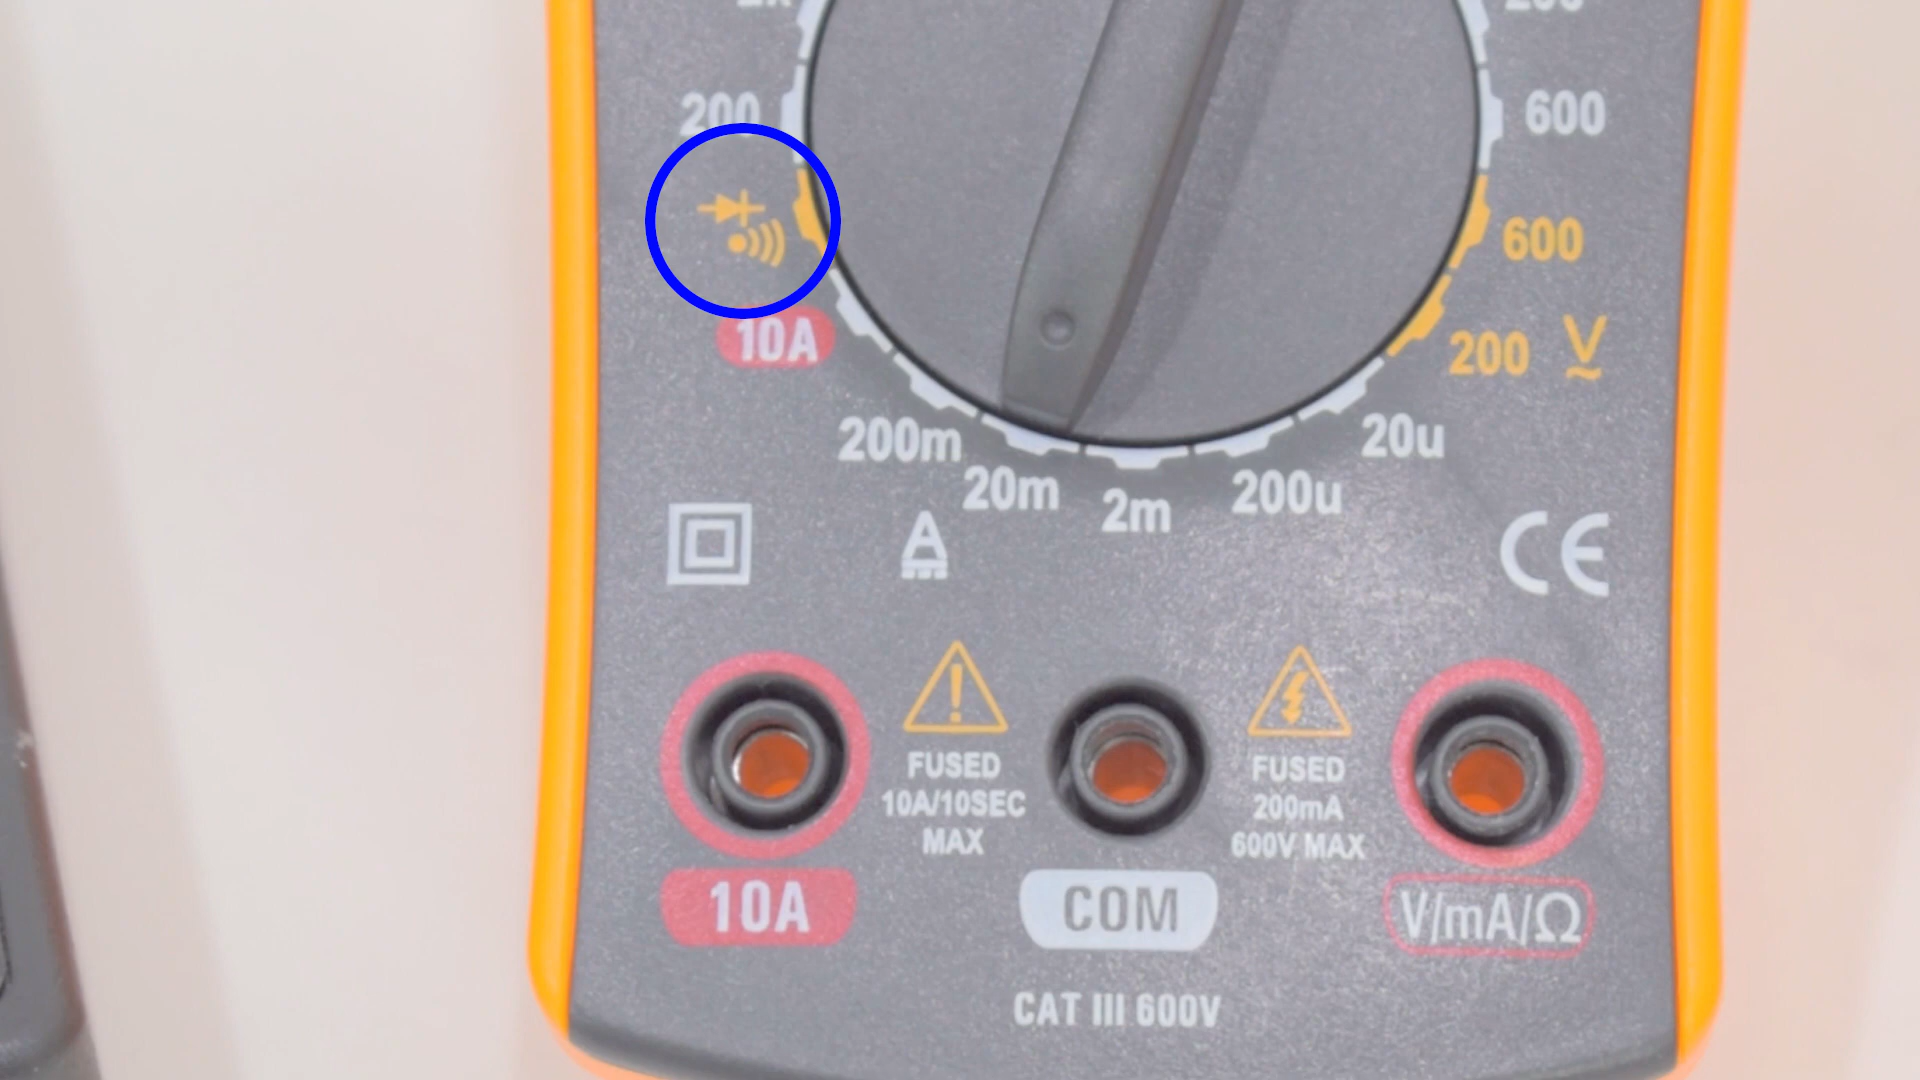 200
600
600
10A
200 V
200m
20m
2m
200u
20u
A
CE
FUSED
10A/10SEC
MAX
FUSED
200mA
600V MAX
10A
COM
V/mA/Ω
CAT III 600V